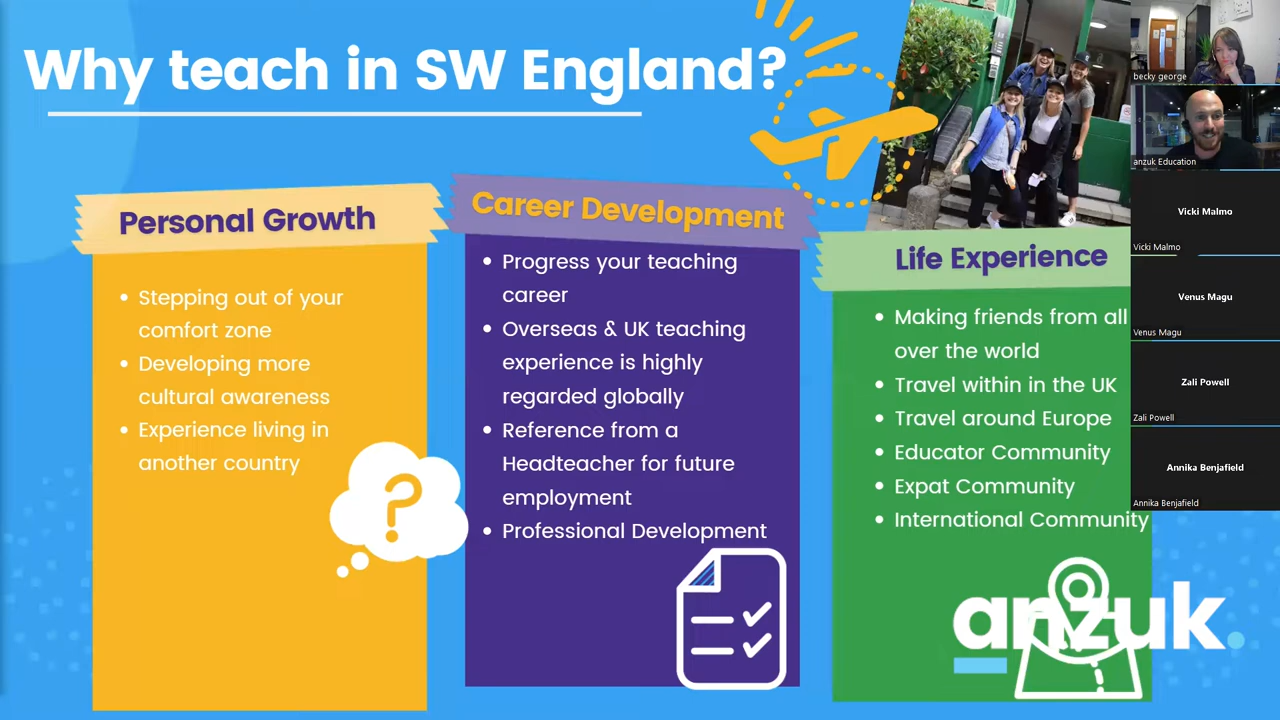 Why teach in SW England?
Personal Growth
Stepping out of your
comfort zone
Developing more
cultural awareness
Experience living in
another country
?
Career Development
Progress your teaching
career
Overseas & UK teaching
experience is highly
regarded globally
Reference from a
Headteacher for future
employment
Professional Development
Life Experience
Making friends from all
over the world
Travel within in the UK
Travel around Europe
Educator Community
Expat Community
International Community
anzuk.
becky george
anzuk Education
Vicki Malmo
Vicki Malmo
Venus Magu
Venus Magu
Zali Powell
Zali Powell
Annika Benjafield
Annika Benjafield